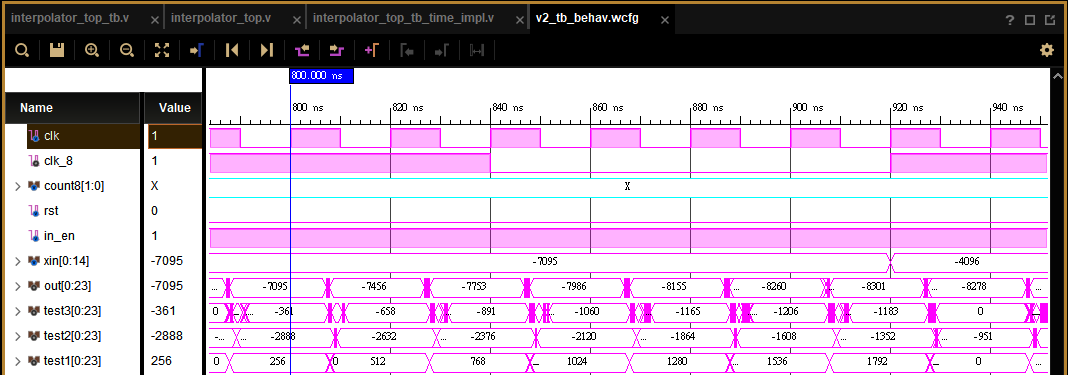 interpolator_top_tb.v × interpolator_top.v × interpolator_top_tb_time_impl.v × v2_tb_behav.wcfg ×
800.000 ns
Name Value
800 ns 820 ns 840 ns 860 ns 880 ns 900 ns 920 ns 940 ns
clk 1
clk_8 1
count8[1:0] X X
rst 0
in_en 1
xin[0:14] -7095 -7095 -4096
out[0:23] -7095 ... -7095 -7456 -7753 -7986 -8155 -8260 -8301 -8278 ...
test3[0:23] -361 0 ... -361 -658 ... -891 ... -1060 ... -1165 ... -1206 ... -1183 0
test2[0:23] -2888 -... -2888 -2632 -2376 -2120 -1864 -1608 -1352 -951
test1[0:23] 256 0 256 0 512 768 1024 1280 1536 1792 0